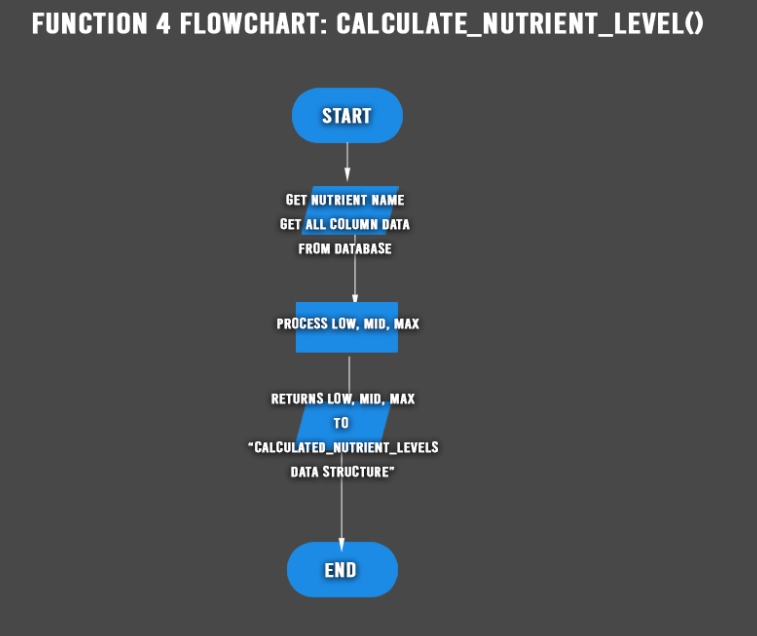 FUNCTION 4 FLOWCHART: CALCULATE_NUTRIENT_LEVEL()
START
GET NUTRIENT NAME
GET ALL COLUMN DATA
FROM DATABASE
PROCESS LOW, MID, MAX
RETURNS LOW, MID, MAX
TO
“CALCULATED_NUTRIENT_LEVELS
DATA STRUCTURE”
END